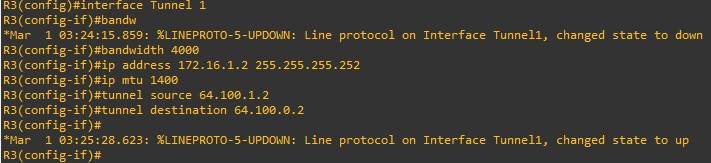 R3(config)#interface Tunnel 1
R3(config-if)#bandw
*Mar  1 03:24:15.859: %LINEPROTO-5-UPDOWN: Line protocol on Interface Tunnel1, changed state to down
R3(config-if)#bandwidth 4000
R3(config-if)#ip address 172.16.1.2 255.255.255.252
R3(config-if)#ip mtu 1400
R3(config-if)#tunnel source 64.100.1.2
R3(config-if)#tunnel destination 64.100.0.2
R3(config-if)#
*Mar  1 03:25:28.623: %LINEPROTO-5-UPDOWN: Line protocol on Interface Tunnel1, changed state to up
R3(config-if)#